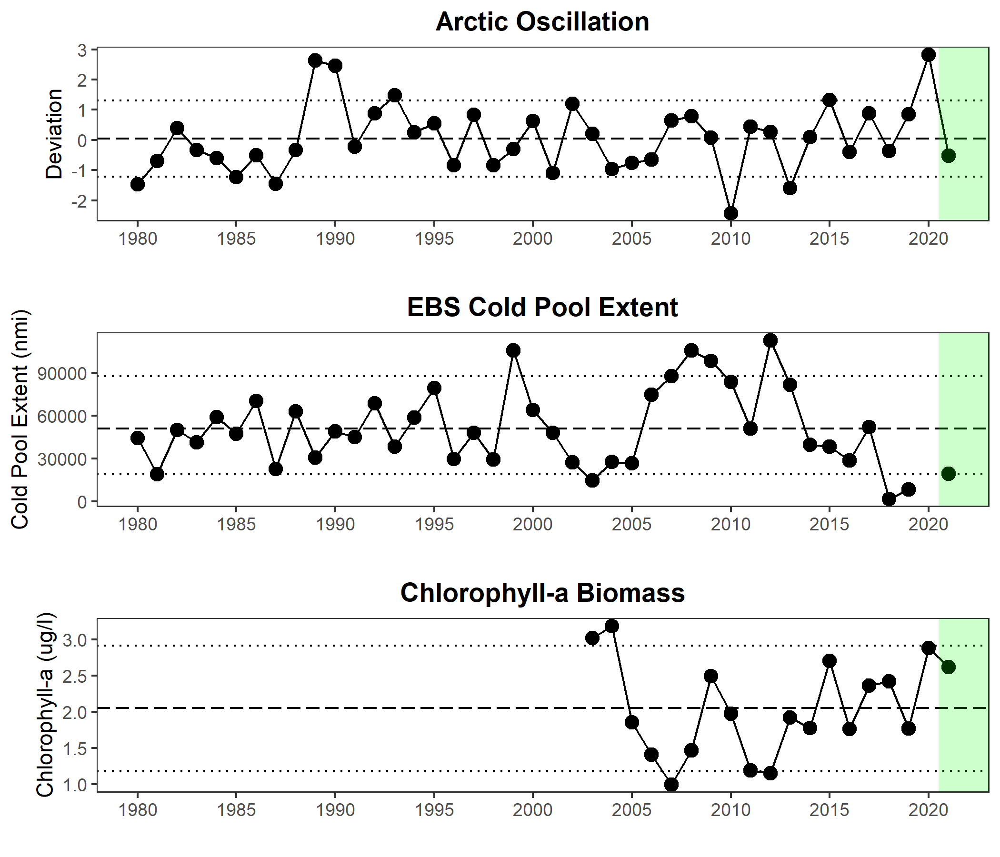 Arctic Oscillation
Deviation
3
2
1
0
-1
-2
1980 1985 1990 1995 2000 2005 2010 2015 2020
EBS Cold Pool Extent
Cold Pool Extent (nmi)
90000
60000
30000
0
1980 1985 1990 1995 2000 2005 2010 2015 2020
Chlorophyll-a Biomass
Chlorophyll-a (ug/l)
3.0
2.5
2.0
1.5
1.0
1980 1985 1990 1995 2000 2005 2010 2015 2020